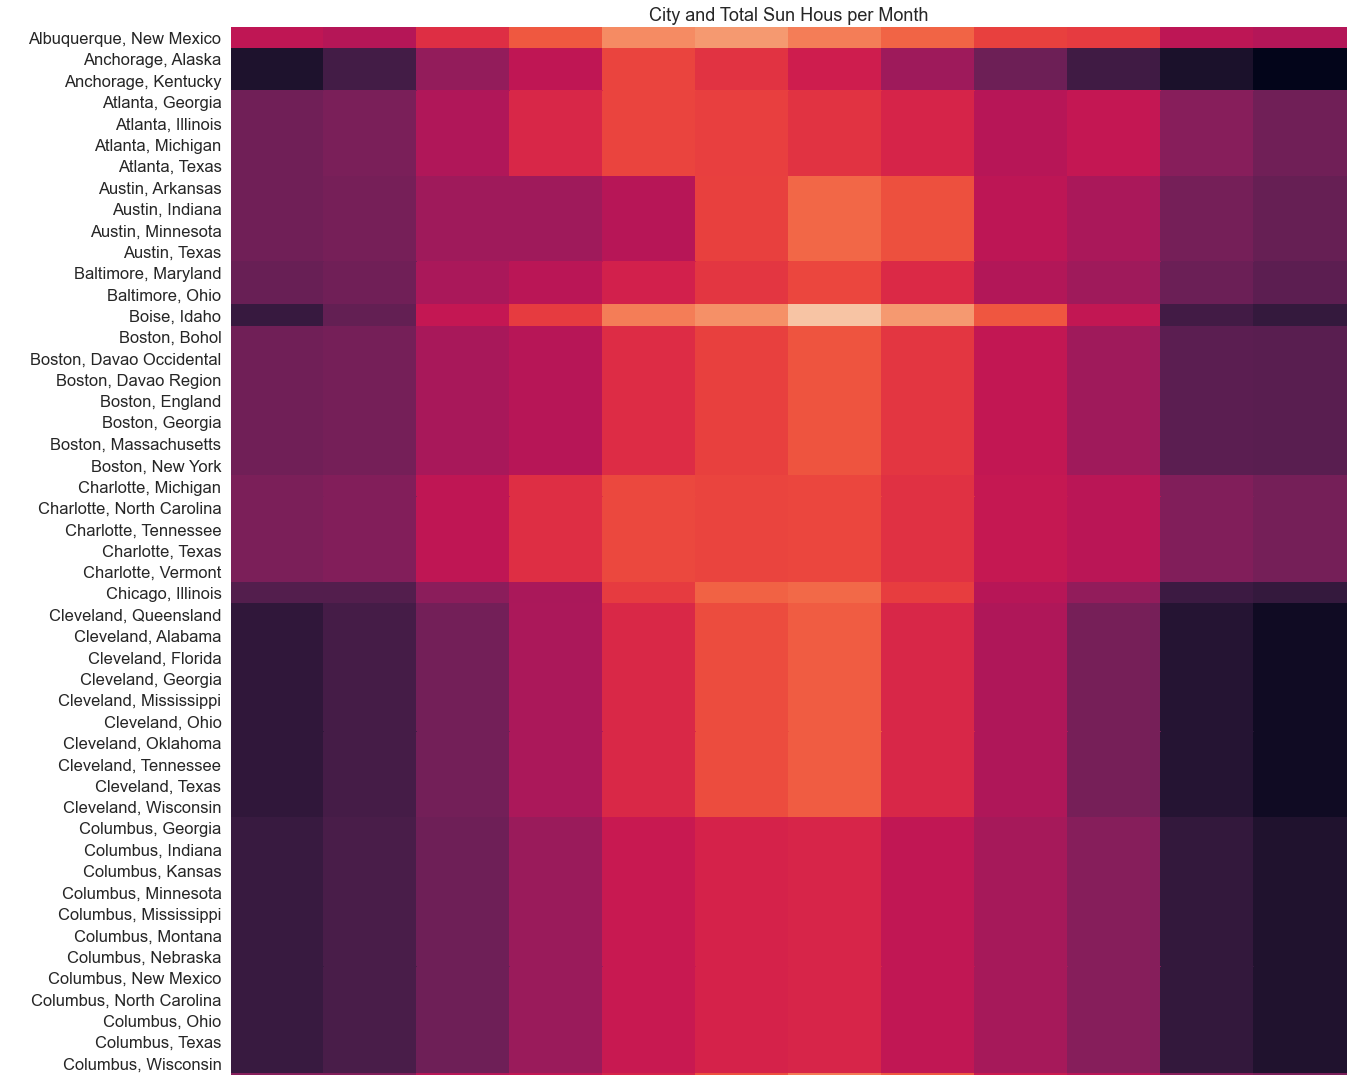 City and Total Sun Hous per Month
Albuquerque, New Mexico
Anchorage, Alaska
Anchorage, Kentucky
Atlanta, Georgia
Atlanta, Illinois
Atlanta, Michigan
Atlanta, Texas
Austin, Arkansas
Austin, Indiana
Austin, Minnesota
Austin, Texas
Baltimore, Maryland
Baltimore, Ohio
Boise, Idaho
Boston, Bohol
Boston, Davao Occidental
Boston, Davao Region
Boston, England
Boston, Georgia
Boston, Massachusetts
Boston, New York
Charlotte, Michigan
Charlotte, North Carolina
Charlotte, Tennessee
Charlotte, Texas
Charlotte, Vermont
Chicago, Illinois
Cleveland, Queensland
Cleveland, Alabama
Cleveland, Florida
Cleveland, Georgia
Cleveland, Mississippi
Cleveland, Ohio
Cleveland, Oklahoma
Cleveland, Tennessee
Cleveland, Texas
Cleveland, Wisconsin
Columbus, Georgia
Columbus, Indiana
Columbus, Kansas
Columbus, Minnesota
Columbus, Mississippi
Columbus, Montana
Columbus, Nebraska
Columbus, New Mexico
Columbus, North Carolina
Columbus, Ohio
Columbus, Texas
Columbus, Wisconsin